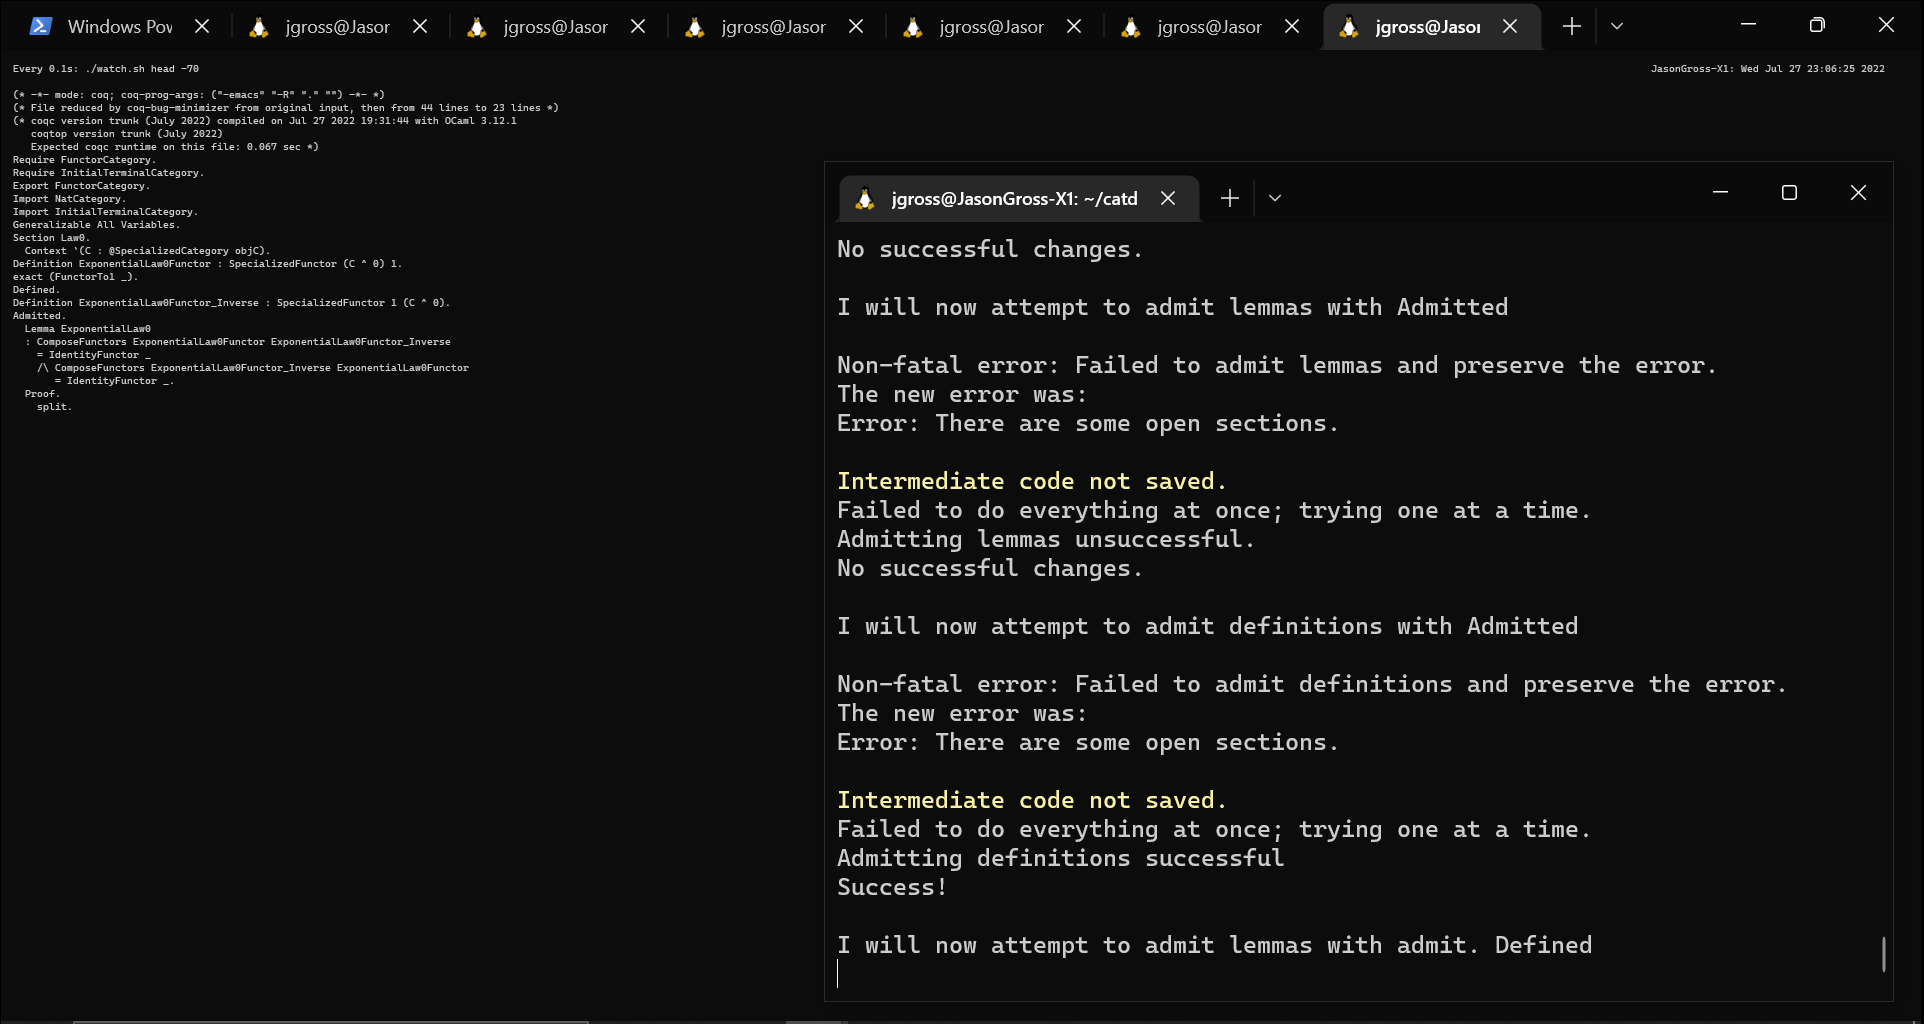 Windows Pow
jgross@Jasor
jgross@Jasor
jgross@Jasor
jgross@Jasor
jgross@Jasor
jgross@Jasor
Every 0.1s: ./watch.sh head -70
JasonGross-X1: Wed Jul 27 23:06:25 2022
(* -*- mode: coq; coq-prog-args: ("-emacs" "-R" "." "") -*- *)
(* File reduced by coq-bug-minimizer from original input, then from 44 lines to 23 lines *)
(* coqc version trunk (July 2022) compiled on Jul 27 2022 19:31:44 with OCaml 3.12.1
   coqtop version trunk (July 2022)
   Expected coqc runtime on this file: 0.067 sec *)
Require FunctorCategory.
Require InitialTerminalCategory.
Export FunctorCategory.
Import NatCategory.
Import InitialTerminalCategory.
Generalizable All Variables.
Section Law0.
  Context `(C : @SpecializedCategory objC).
Definition ExponentialLaw0Functor : SpecializedFunctor (C ^ 0) 1.
exact (FunctorTo1 _).
Defined.
Definition ExponentialLaw0Functor_Inverse : SpecializedFunctor 1 (C ^ 0).
Admitted.
  Lemma ExponentialLaw0
  : ComposeFunctors ExponentialLaw0Functor ExponentialLaw0Functor_Inverse
    = IdentityFunctor _
    /\ ComposeFunctors ExponentialLaw0Functor_Inverse ExponentialLaw0Functor
       = IdentityFunctor _.
  Proof.
    split.
jgross@JasonGross-X1: ~/catd
No successful changes.
I will now attempt to admit lemmas with Admitted
Non-fatal error: Failed to admit lemmas and preserve the error.
The new error was:
Error: There are some open sections.
Intermediate code not saved.
Failed to do everything at once; trying one at a time.
Admitting lemmas unsuccessful.
No successful changes.
I will now attempt to admit definitions with Admitted
Non-fatal error: Failed to admit definitions and preserve the error.
The new error was:
Error: There are some open sections.
Intermediate code not saved.
Failed to do everything at once; trying one at a time.
Admitting definitions successful
Success!
I will now attempt to admit lemmas with admit. Defined